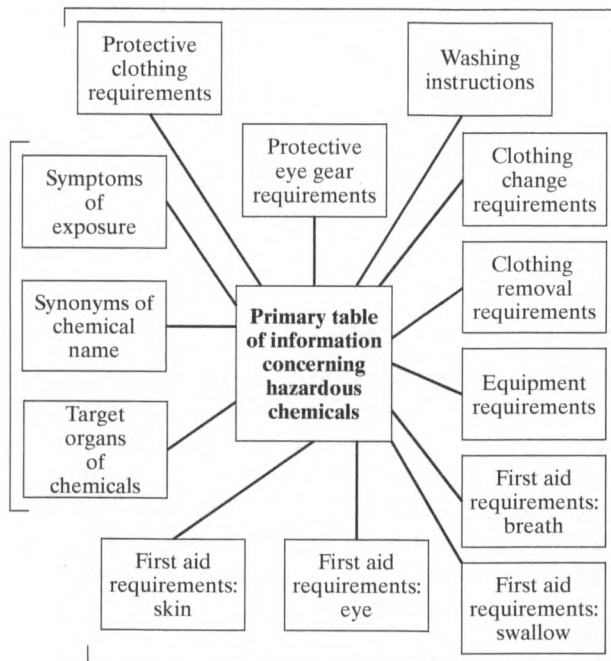 Protective
clothing
requirements
Washing
instructions
Protective
eye gear
requirements
Clothing
change
requirements
Symptoms
of
exposure
Clothing
removal
requirements
Synonyms of
chemical
name
Primary table
of information
concerning
hazardous
chemicals
Equipment
requirements
Target
organs
of
chemicals
First aid
requirements:
breath
First aid
requirements:
skin
First aid
requirements:
eye
First aid
requirements:
swallow